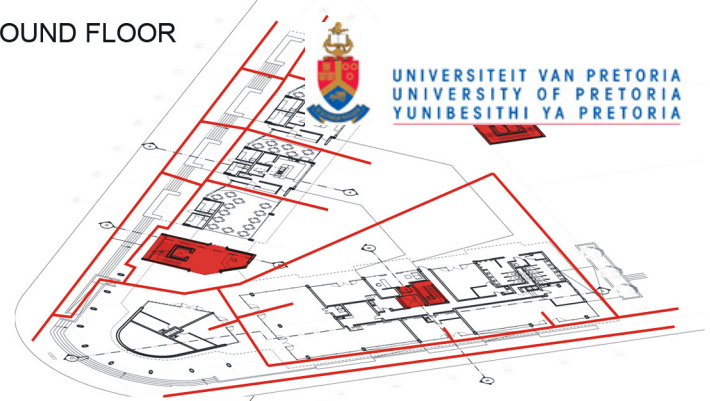 OUND FLOOR
UNIVERSITEIT VAN PRETORIA
UNIVERSITY OF PRETORIA
YUNIBESITHI YA PRETORIA